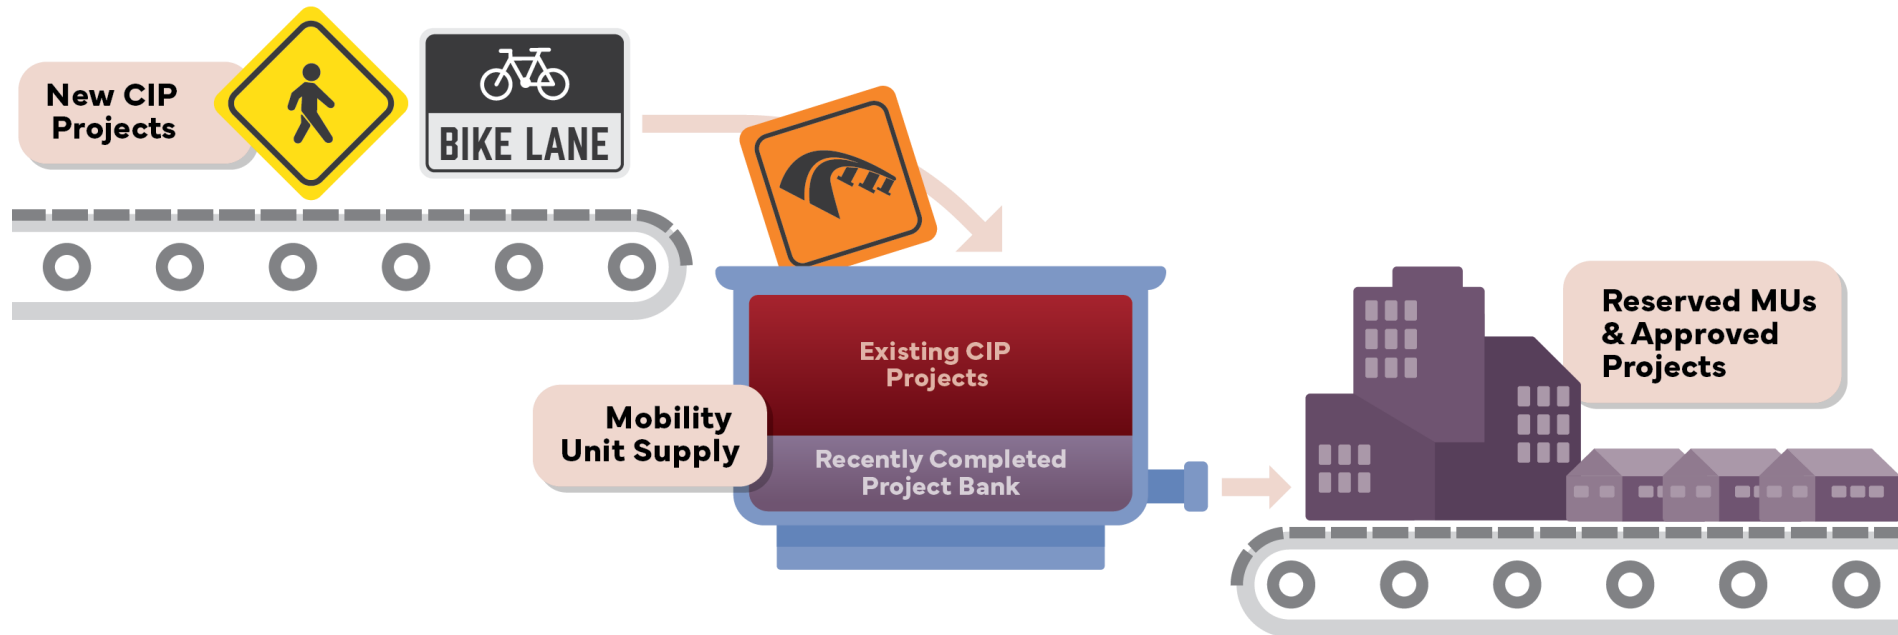 New CIP
Projects
BIKE LANE
Existing CIP
Projects
Mobility
Unit Supply
Recently Completed
Project Bank
Reserved MUs
& Approved
Projects